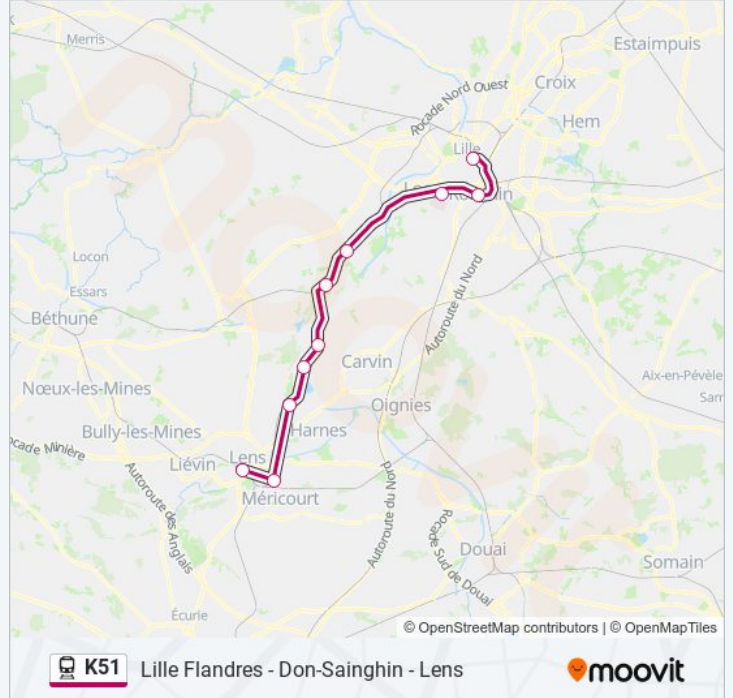 Merris
Estaimpuis
Rocade Nord Ouest
Croix
Hem
Lille
Locon
Essars
Béthune
Autoroute du Nord
Carvin
Aix-en-Pévèle
Nœux-les-Mines
Oignies
Sam
Bully-les-Mines
Harnes
ocade Minière
Lens
Liévin
Méricourt
Autoroute du Nord
Autoroute des Anglais
Rocade Sud de Douai
Douai
Somain
Écurie
© OpenStreetMap contributors | © OpenMapTiles
K51 Lille Flandres - Don-Sainghin - Lens
moovit